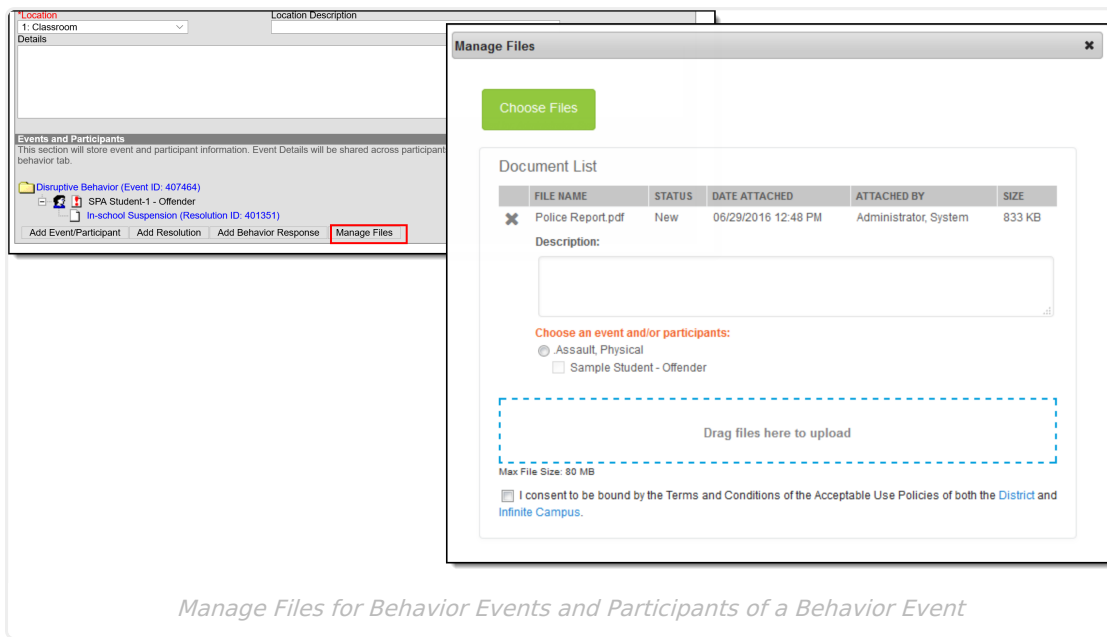 *Location Location Description
1: Classroom
Details
Events and Participants
This section will store event and participant information. Event Details will be shared across participant
behavior tab.
Disruptive Behavior (Event ID: 407464)
SPA Student-1 - Offender
In-school Suspension (Resolution ID: 401351)
Add Event/Participant Add Resolution Add Behavior Response Manage Files
Manage Files
Choose Files
Document List
FILE NAME STATUS DATE ATTACHED ATTACHED BY SIZE
Police Report.pdf New 06/29/2016 12:48 PM Administrator, System 833 KB
Description:
Choose an event and/or participants:
.Assault, Physical
Sample Student - Offender
Drag files here to upload
Max File Size: 80 MB
I consent to be bound by the Terms and Conditions of the Acceptable Use Policies of both the District and
Infinite Campus.
Manage Files for Behavior Events and Participants of a Behavior Event